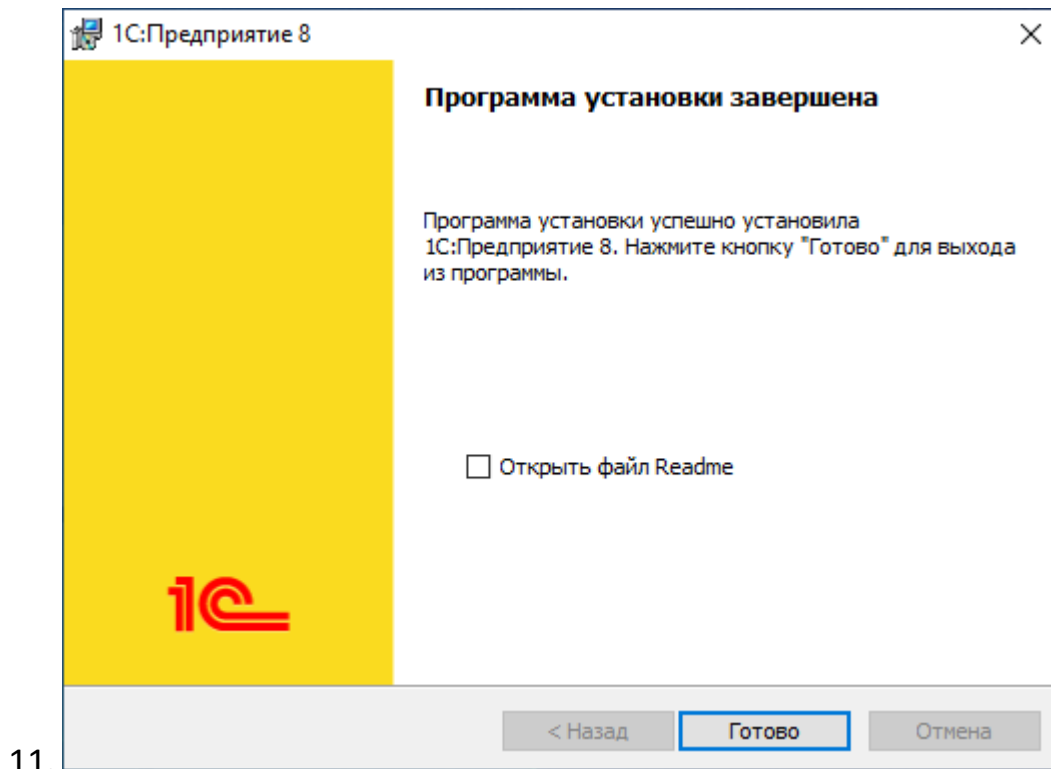 1С:Предприятие 8
Программа установки завершена
Программа установки успешно установила
1С:Предприятие 8. Нажмите кнопку "Готово" для выхода
из программы.
Открыть файл Readme
1С
< Назад
Готово
Отмена
11.